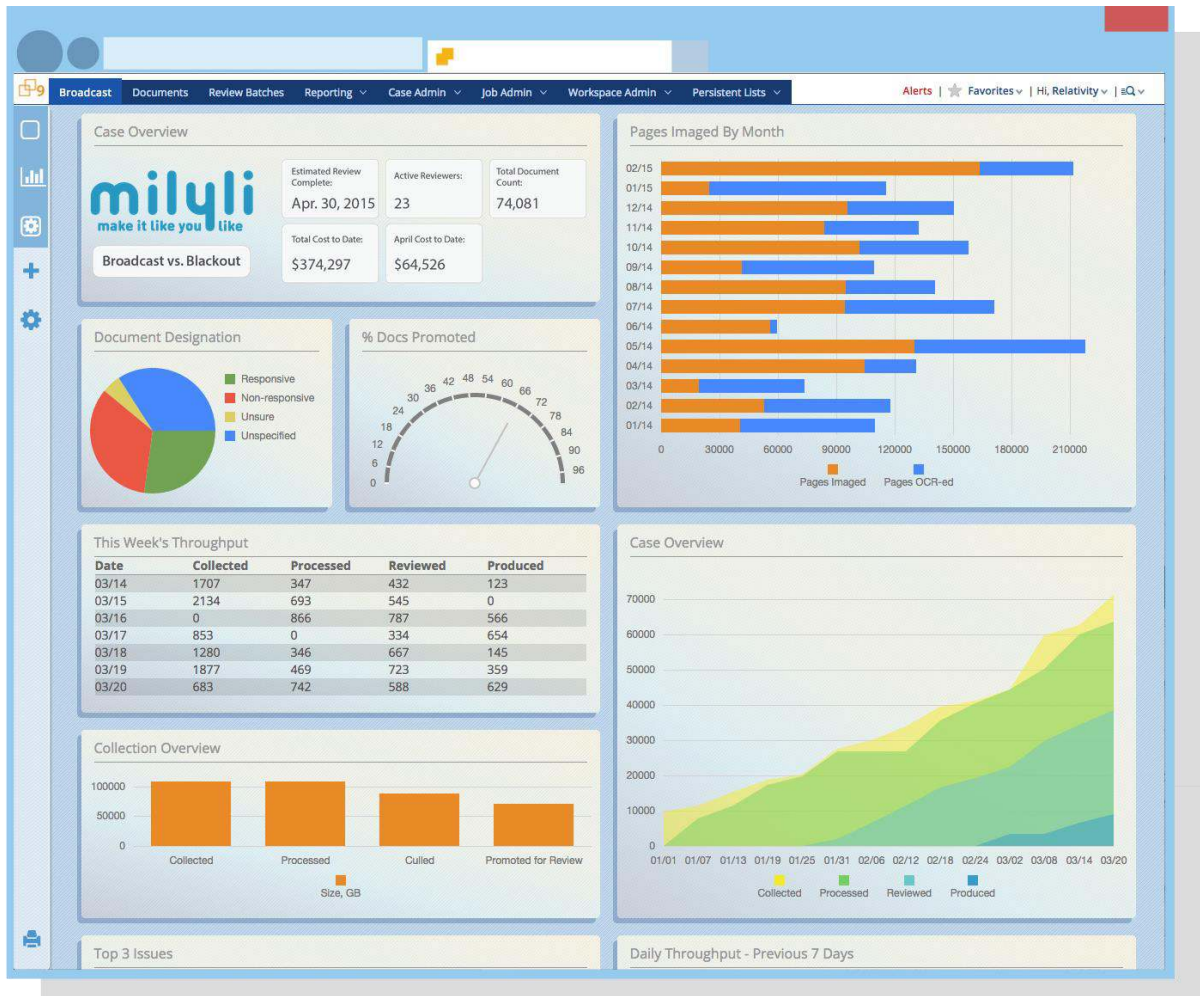 9
Broadcast Documents Review Batches Reporting Case Admin Job Admin Workspace Admin Persistent Lists Alerts | Favorites | Hi, Relativity |
Case Overview
milyli
make it like you like
Broadcast vs. Blackout
Estimated Review
Complete:
Apr. 30, 2015
Active Reviewers:
23
Total Document
Count:
74,081
Total Cost to Date:
$374,297
April Cost to Date:
$64,526
Pages Imaged By Month
02/15
01/15
12/14
11/14
10/14
09/14
08/14
07/14
06/14
05/14
04/14
03/14
02/14
01/14
0 30000 60000 90000 120000 150000 180000 210000
Pages Imaged Pages OCR-ed
Document Designation
Responsive
Non-responsive
Unsure
Unspecified
% Docs Promoted
0 6 12 18 24 30 36 42 48 54 60 66 72 78 84 90 96
This Week's Throughput
Date Collected Processed Reviewed Produced
03/14 1707 347 432 123
03/15 2134 693 545 0
03/16 0 866 787 566
03/17 853 0 334 654
03/18 1280 346 667 145
03/19 1877 469 723 359
03/20 683 742 588 629
Case Overview
70000
60000
50000
40000
30000
20000
10000
0
01/01 01/07 01/13 01/19 01/25 01/31 02/06 02/12 02/18 02/24 03/02 03/08 03/14 03/20
Collected Processed Reviewed Produced
Collection Overview
100000
50000
0
Collected Processed Culled Promoted for Review
Size, GB
Top 3 Issues
Daily Throughput - Previous 7 Days